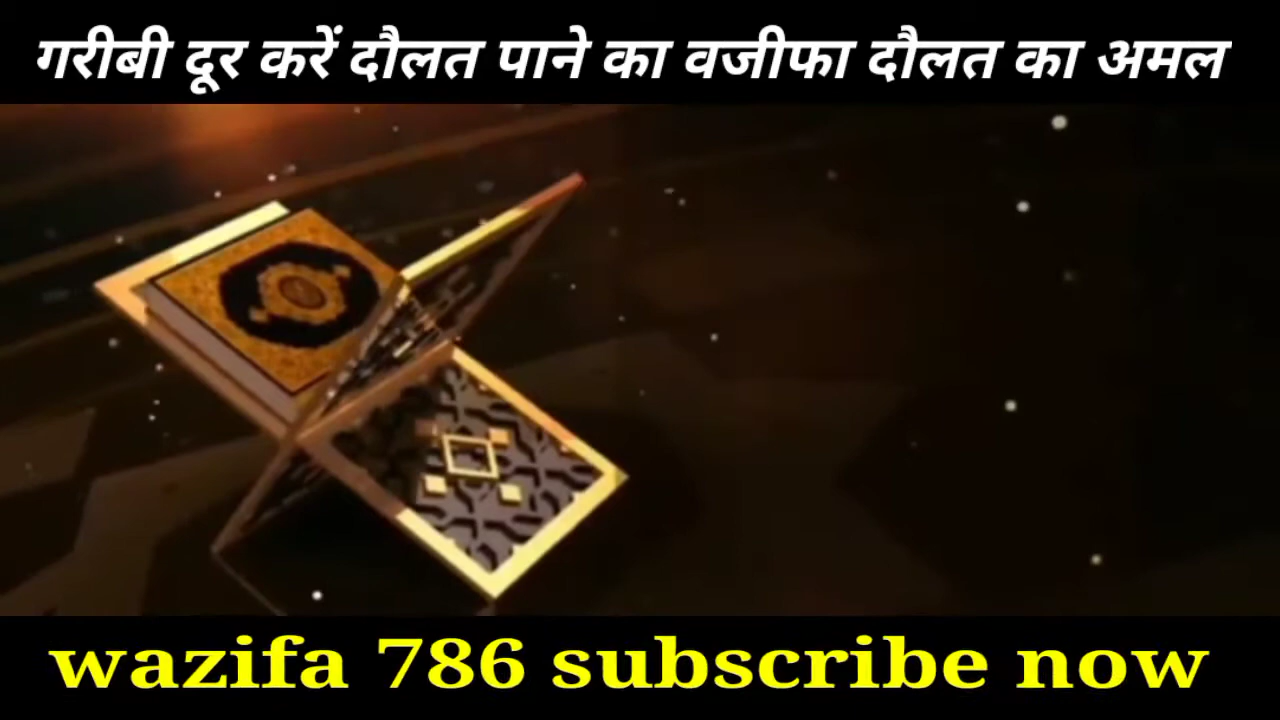 गरीबी दूर करें दौलत पाने का वजीफा दौलत का अमल
wazifa 786 subscribe now